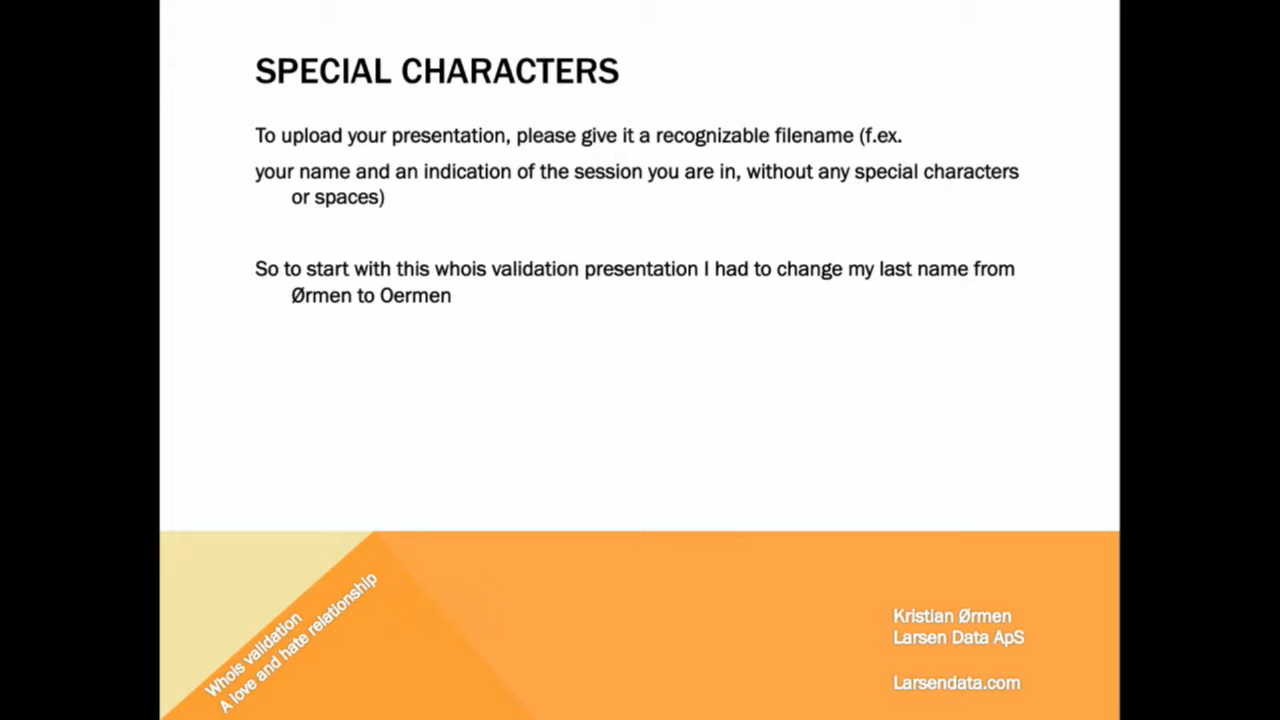 SPECIAL CHARACTERS
To upload your presentation, please give it a recognizable filename (f.ex.
your name and an indication of the session you are in, without any special characters
or spaces)
So to start with this whois validation presentation I had to change my last name from
Ørmen to Oermen
Whois validation
A love and hate relationship
Kristian Ørmen
Larsen Data ApS
Larsendata.com